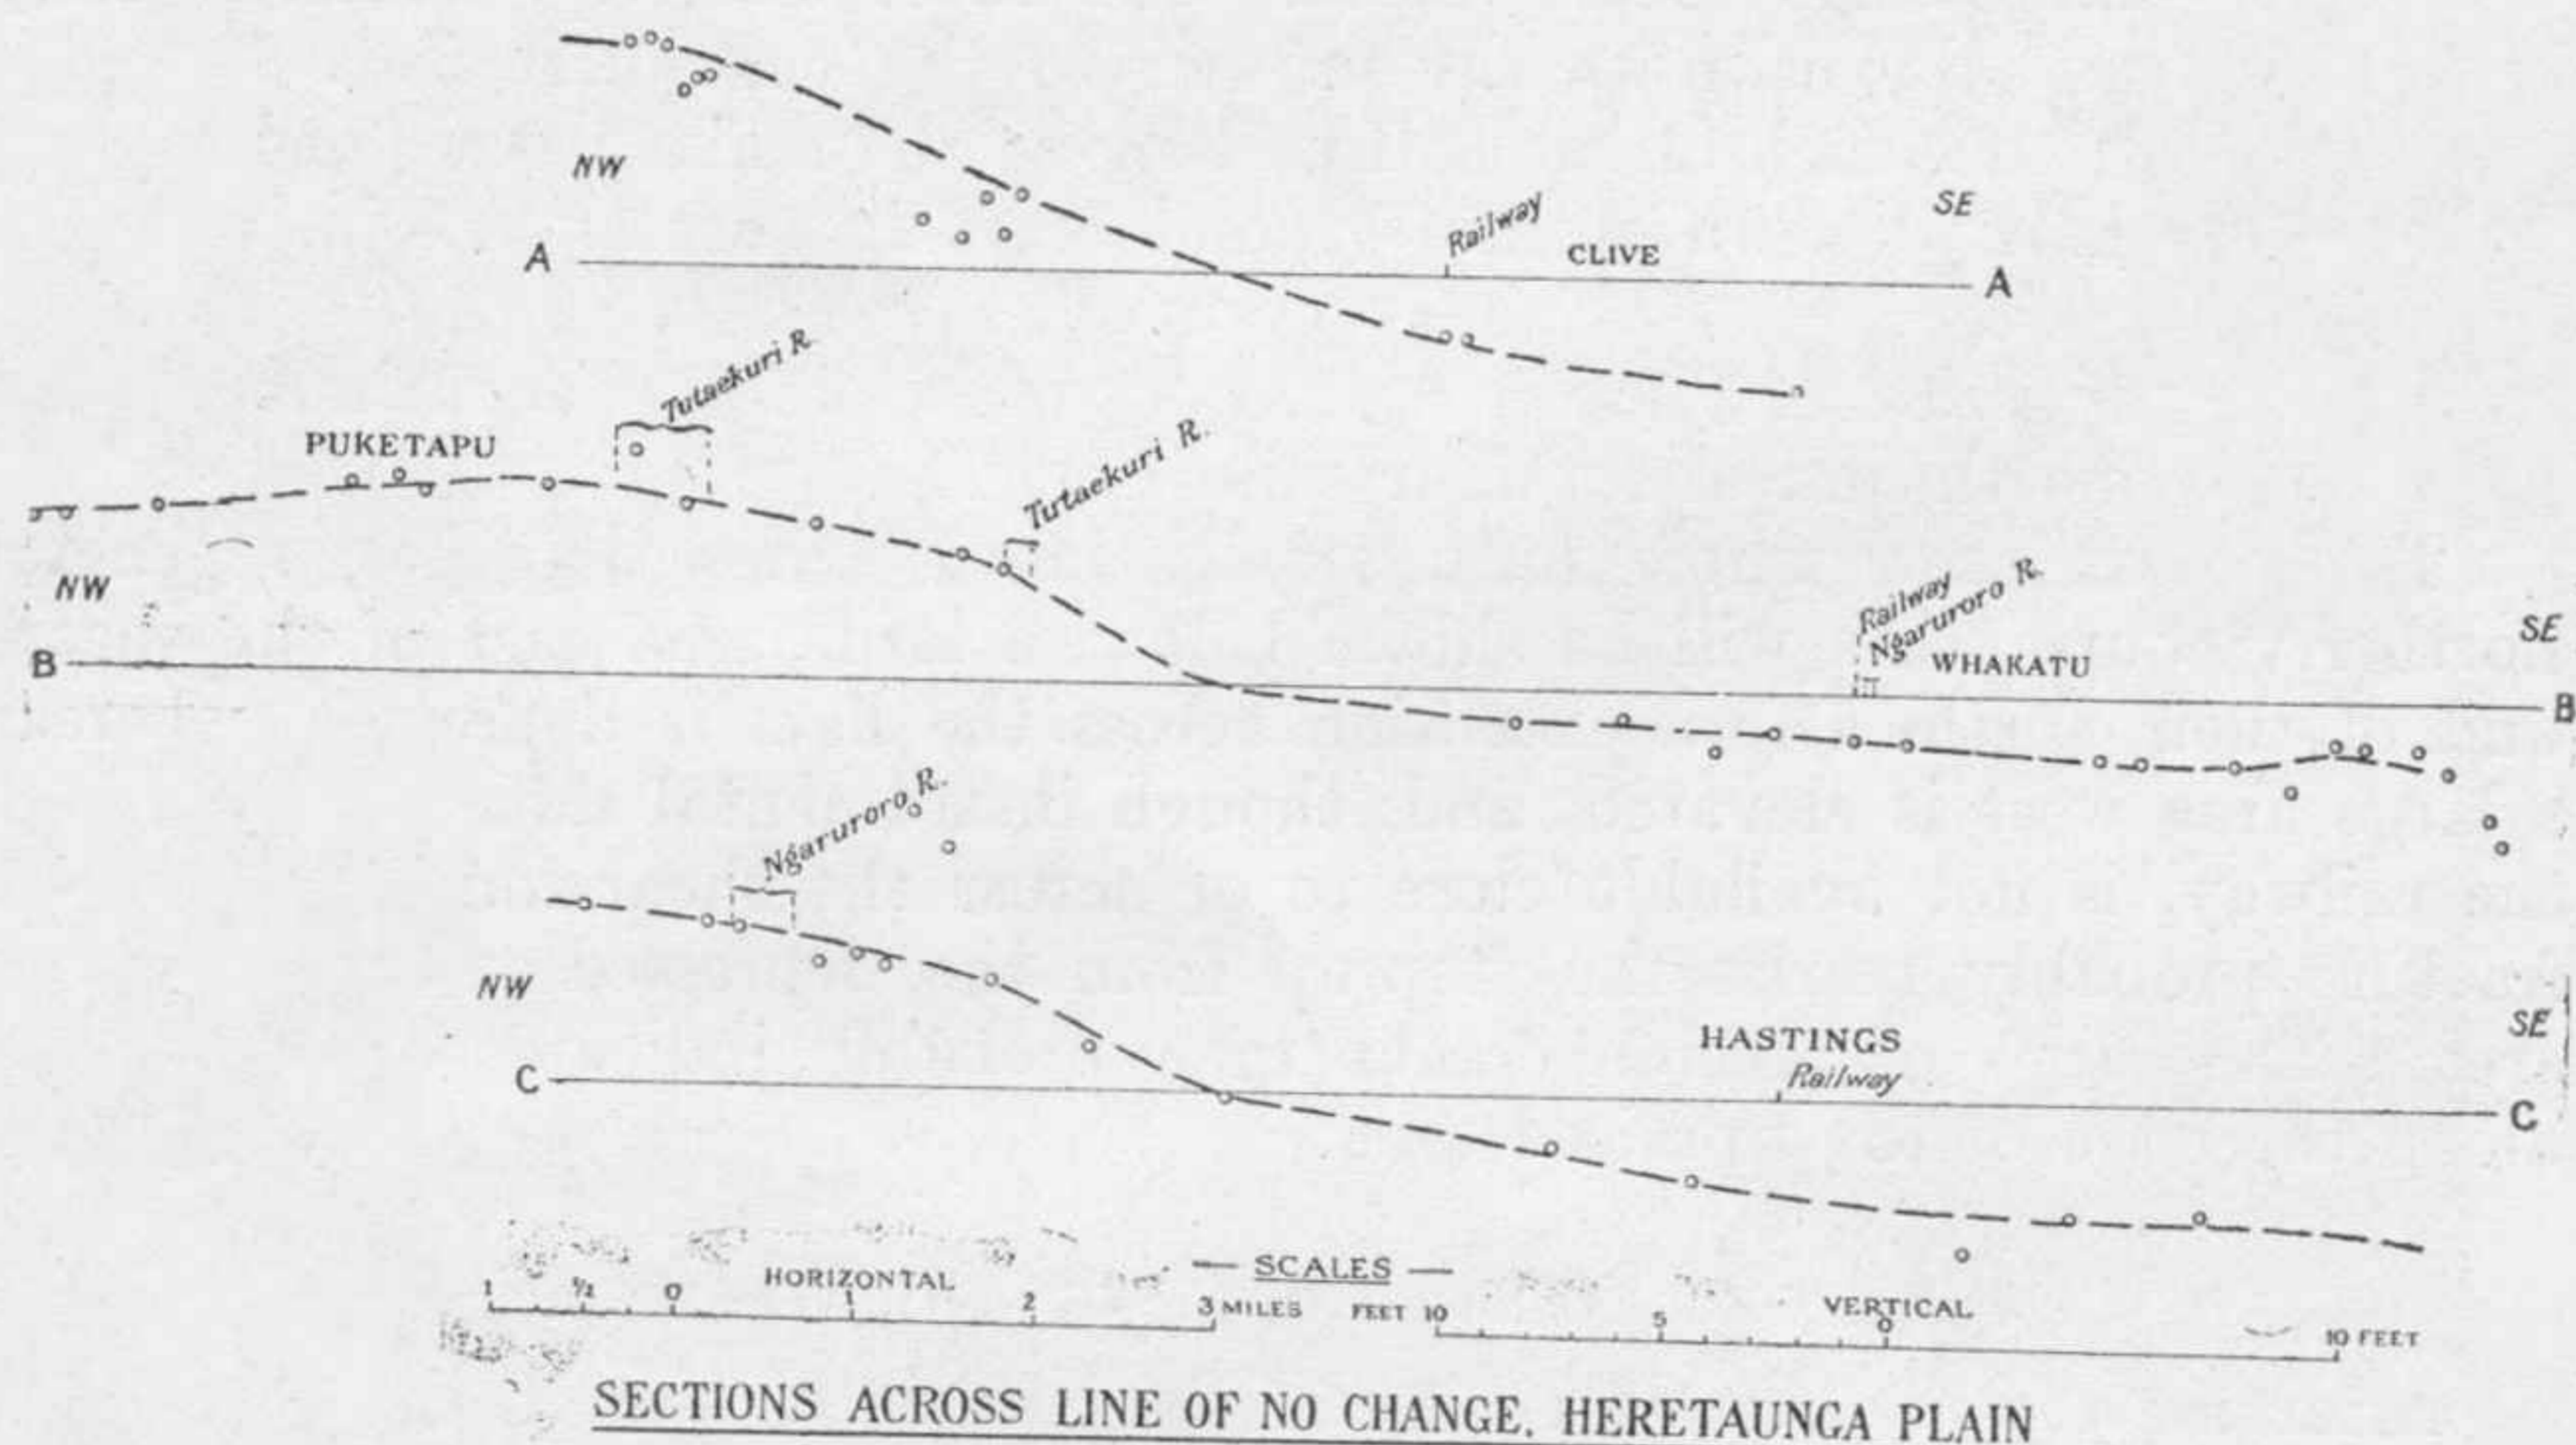 NW
SE
Railway
CLIVE
A
A
Tutaekuri R.
PUKETAPU
Tutaekuri R.
NW
Railway
Ngaruroro R.
WHAKATU
SE
B
B
Ngaruroro R.
NW
HASTINGS
Railway
SE
C
C
— SCALES —
HORIZONTAL
1 1/2 0 1 2 3 MILES
VERTICAL
FEET 10 5 0 10 FEET
SECTIONS ACROSS LINE OF NO CHANGE, HERETAUNGA PLAIN